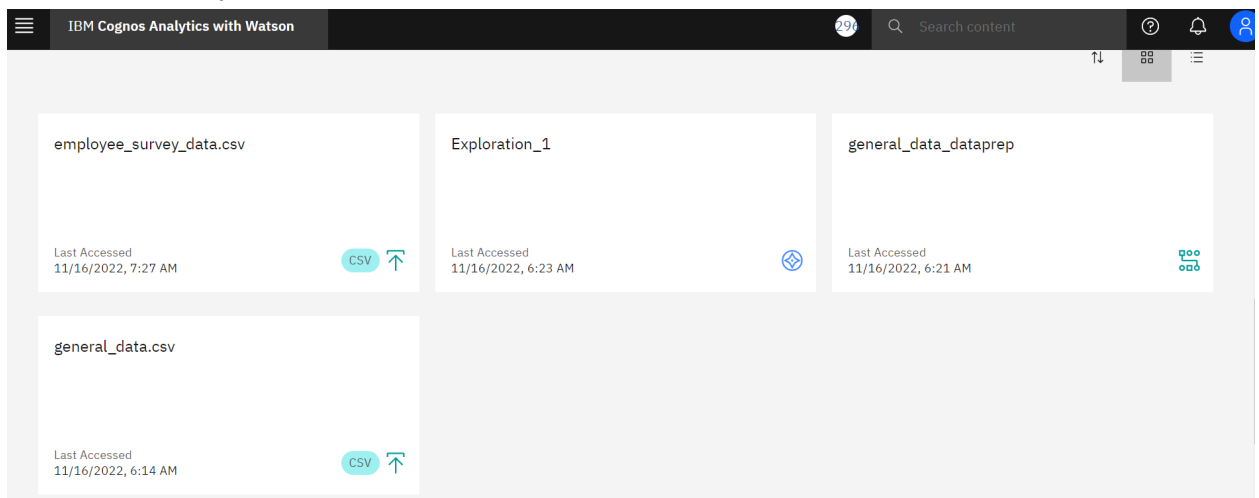 IBM Cognos Analytics with Watson
296
Search content
employee_survey_data.csv
Exploration_1
general_data_dataprep
Last Accessed
11/16/2022, 7:27 AM
CSV
Last Accessed
11/16/2022, 6:23 AM
Last Accessed
11/16/2022, 6:21 AM
general_data.csv
Last Accessed
11/16/2022, 6:14 AM
CSV